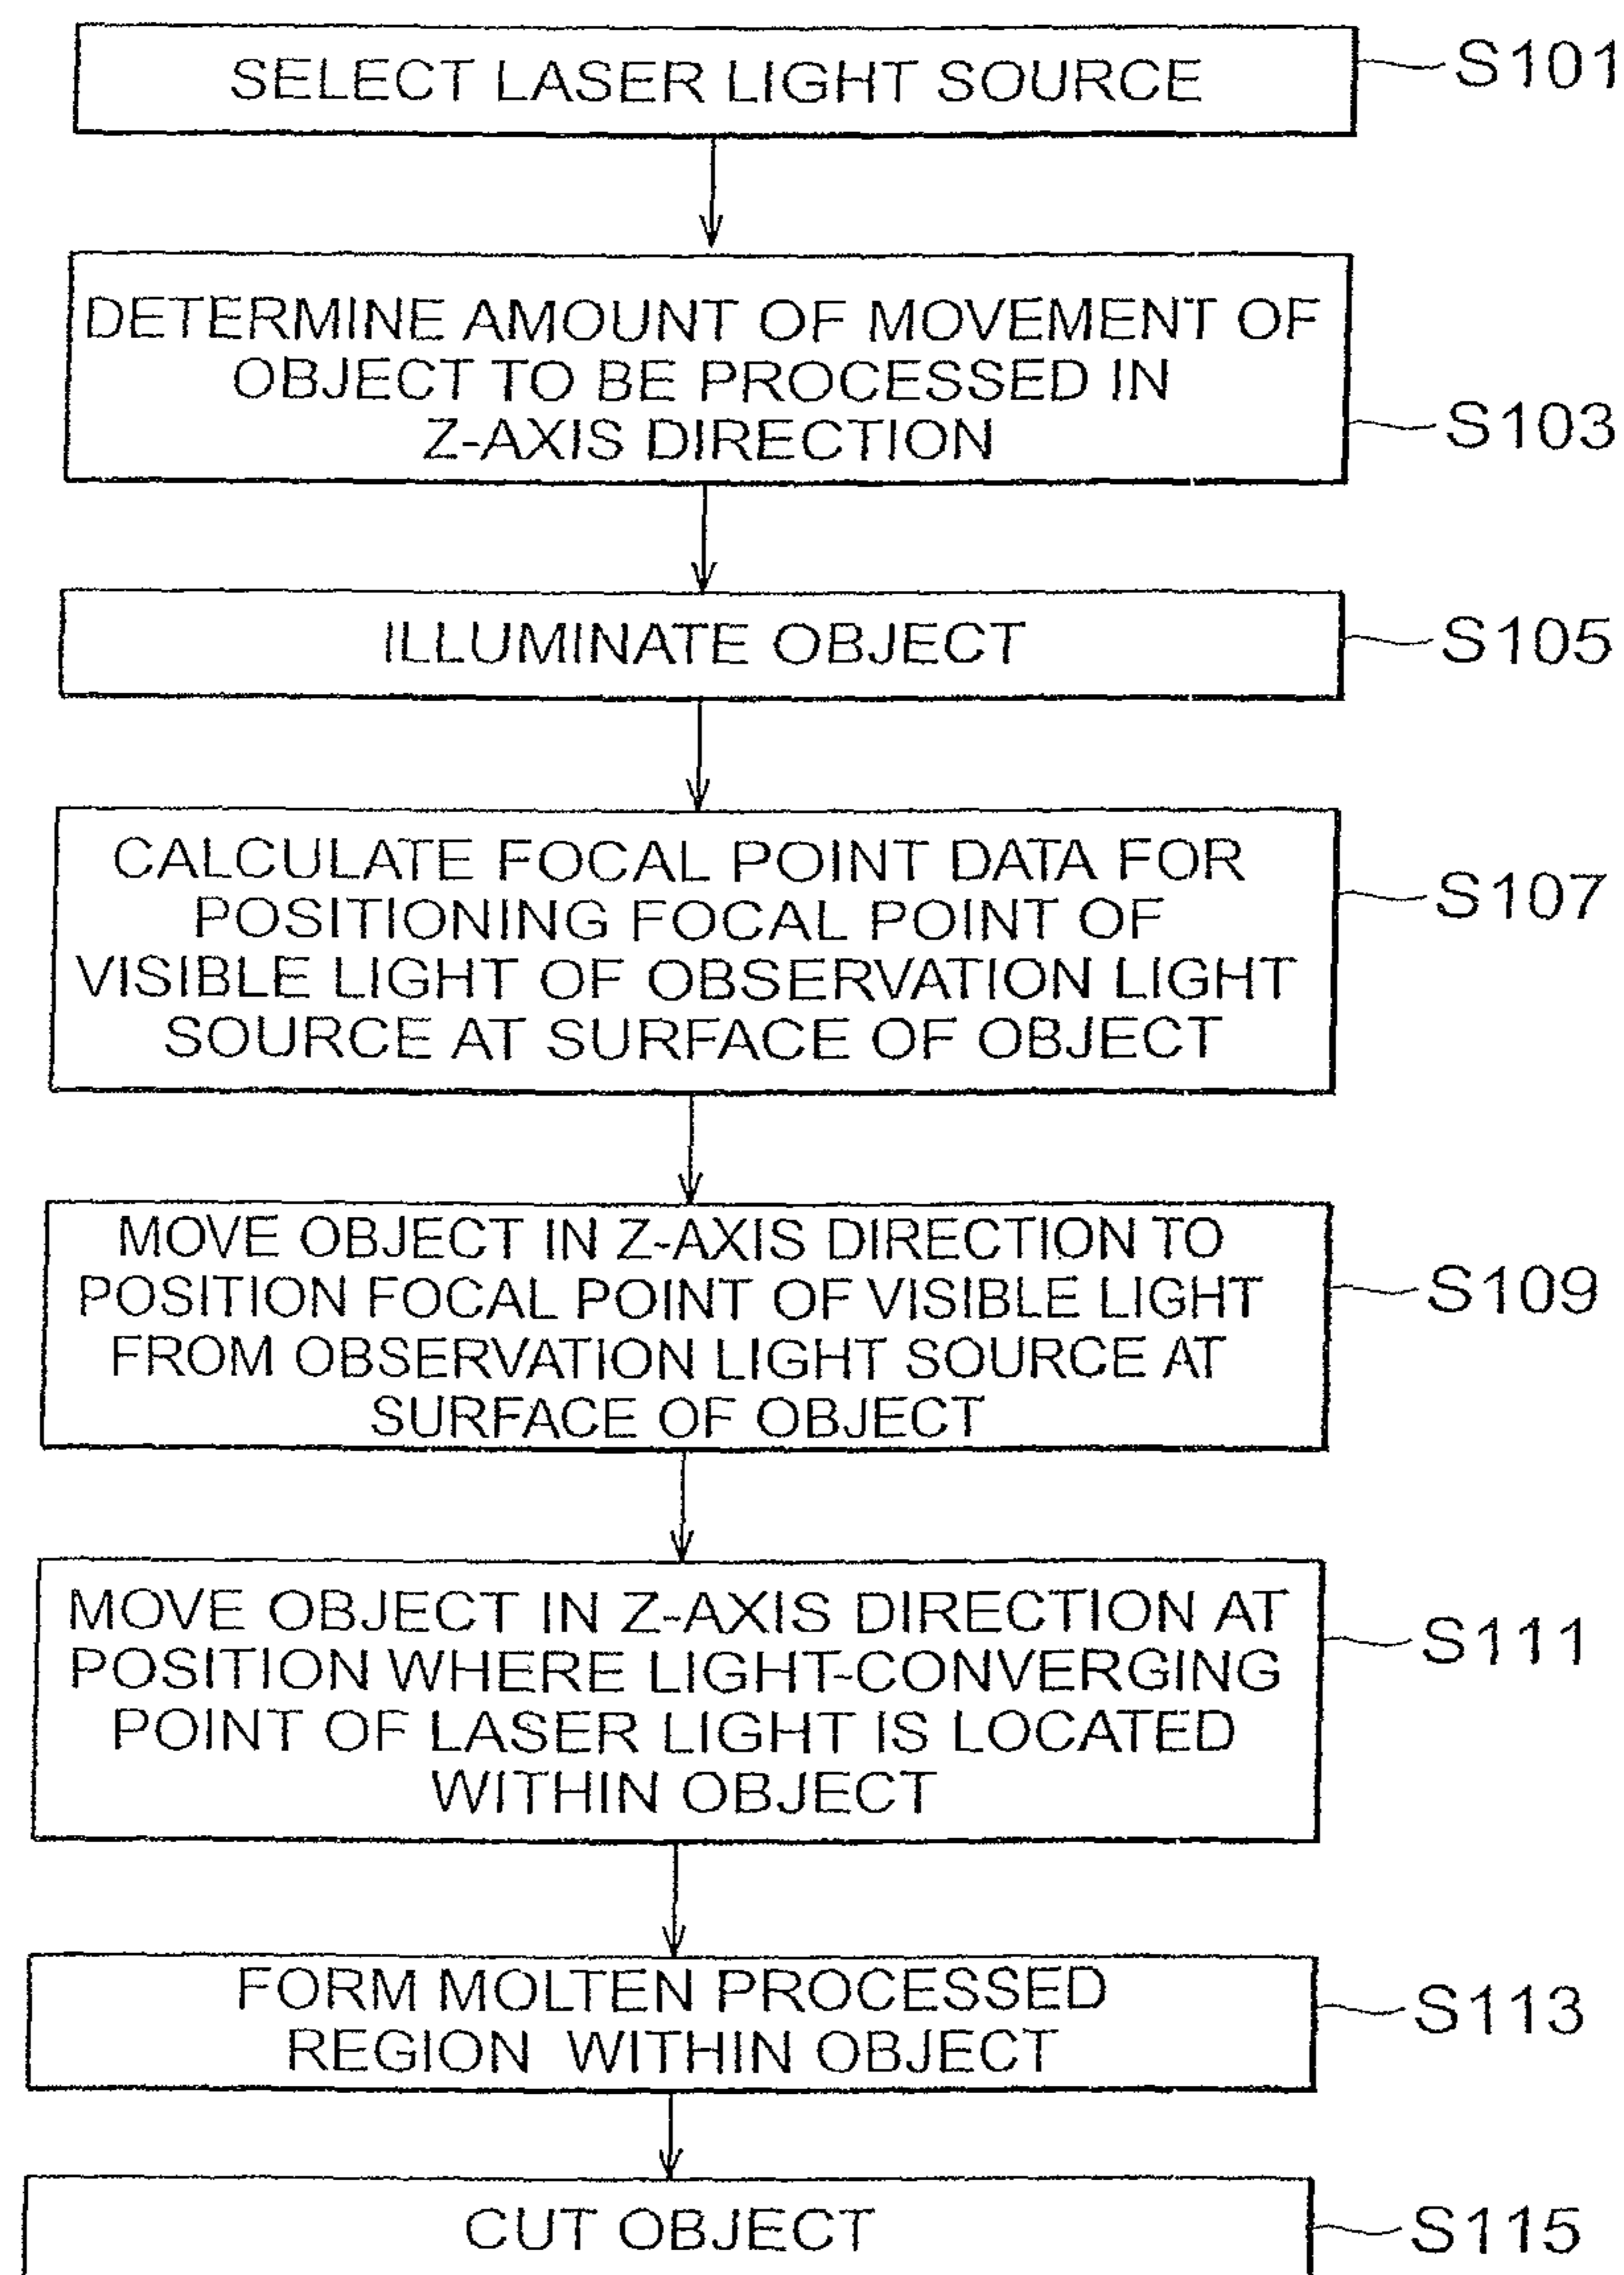 SELECT LASER LIGHT SOURCE
S101
DETERMINE AMOUNT OF MOVEMENT OF
OBJECT TO BE PROCESSED IN
Z-AXIS DIRECTION
S103
ILLUMINATE OBJECT
S105
CALCULATE FOCAL POINT DATA FOR
POSITIONING FOCAL POINT OF
VISIBLE LIGHT OF OBSERVATION LIGHT
SOURCE AT SURFACE OF OBJECT
S107
MOVE OBJECT IN Z-AXIS DIRECTION TO
POSITION FOCAL POINT OF VISIBLE LIGHT
FROM OBSERVATION LIGHT SOURCE AT
SURFACE OF OBJECT
S109
MOVE OBJECT IN Z-AXIS DIRECTION AT
POSITION WHERE LIGHT-CONVERGING
POINT OF LASER LIGHT IS LOCATED
WITHIN OBJECT
S111
FORM MOLTEN PROCESSED
REGION WITHIN OBJECT
S113
CUT OBJECT
S115